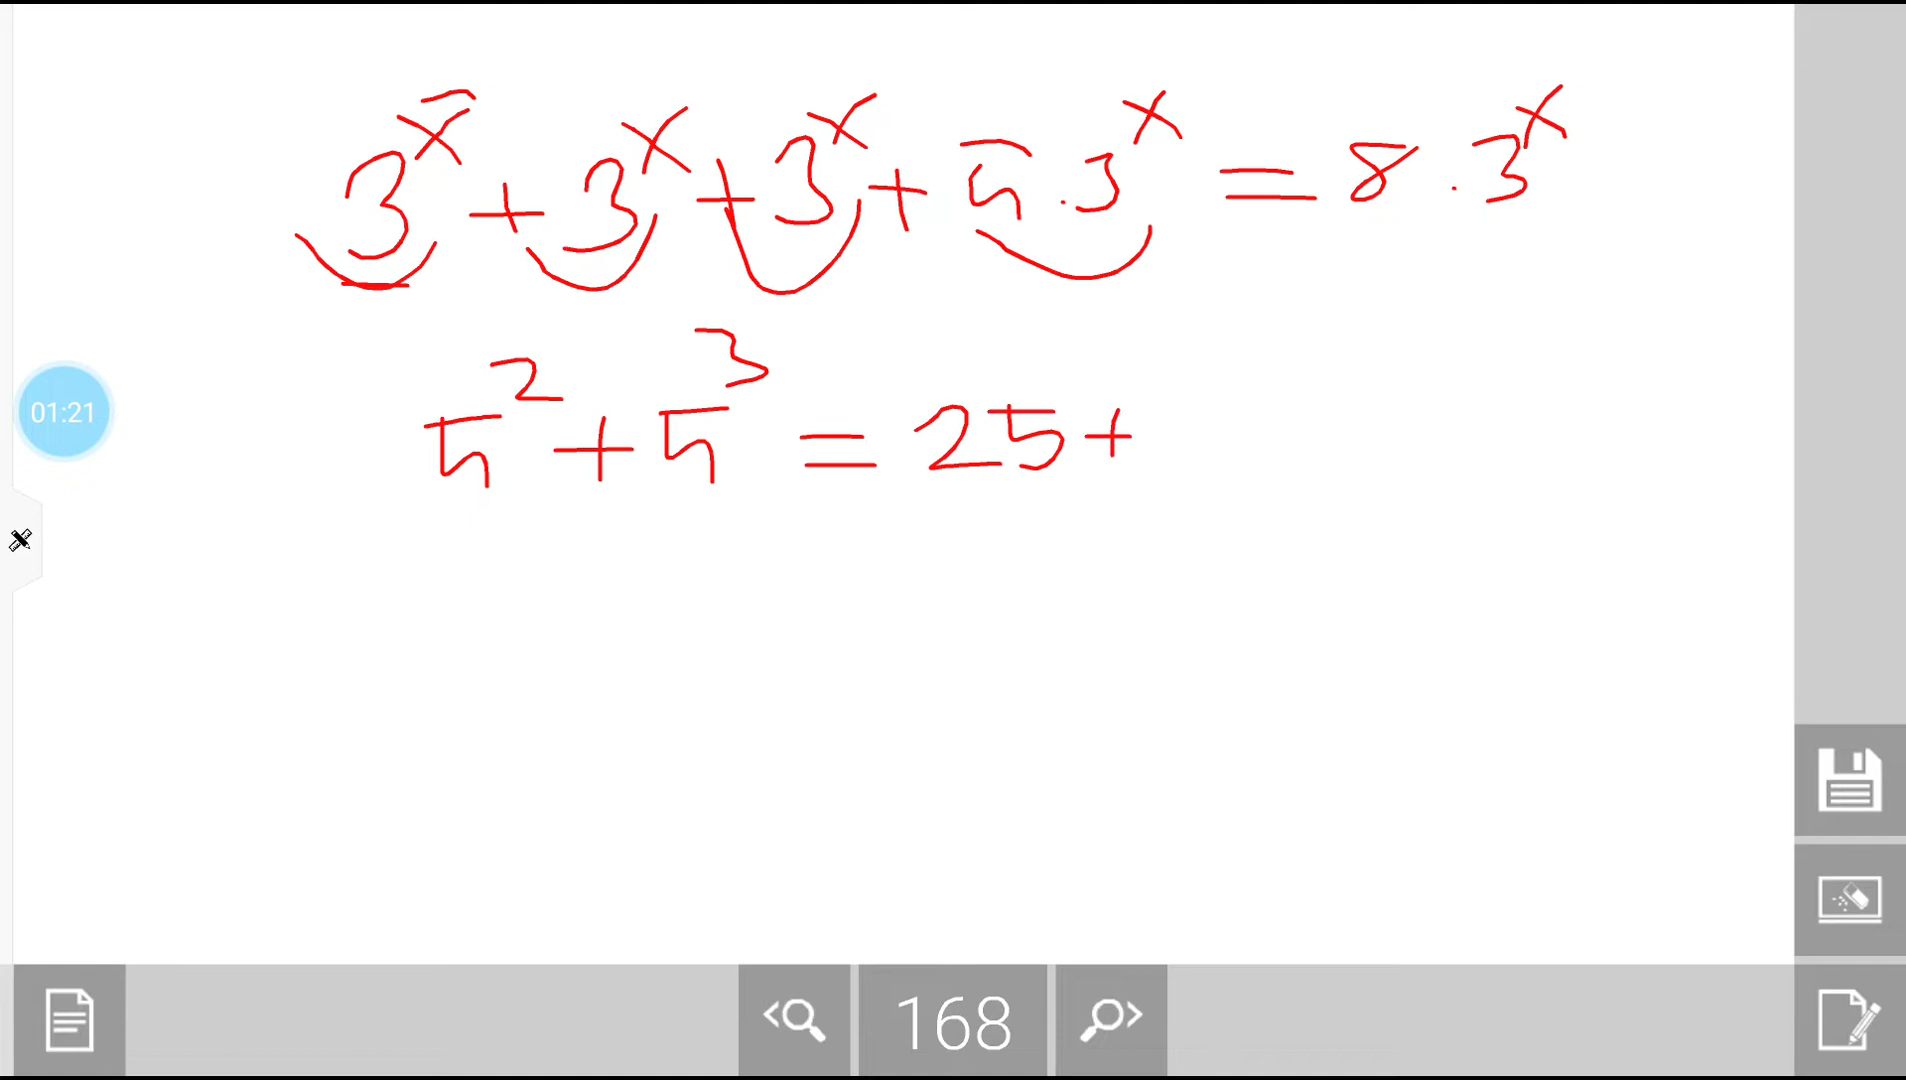 3^x + 3^x + 3^x + 5 . 3^x = 8 . 3^x
5^2 + 5^3 = 25 +
01:21
168